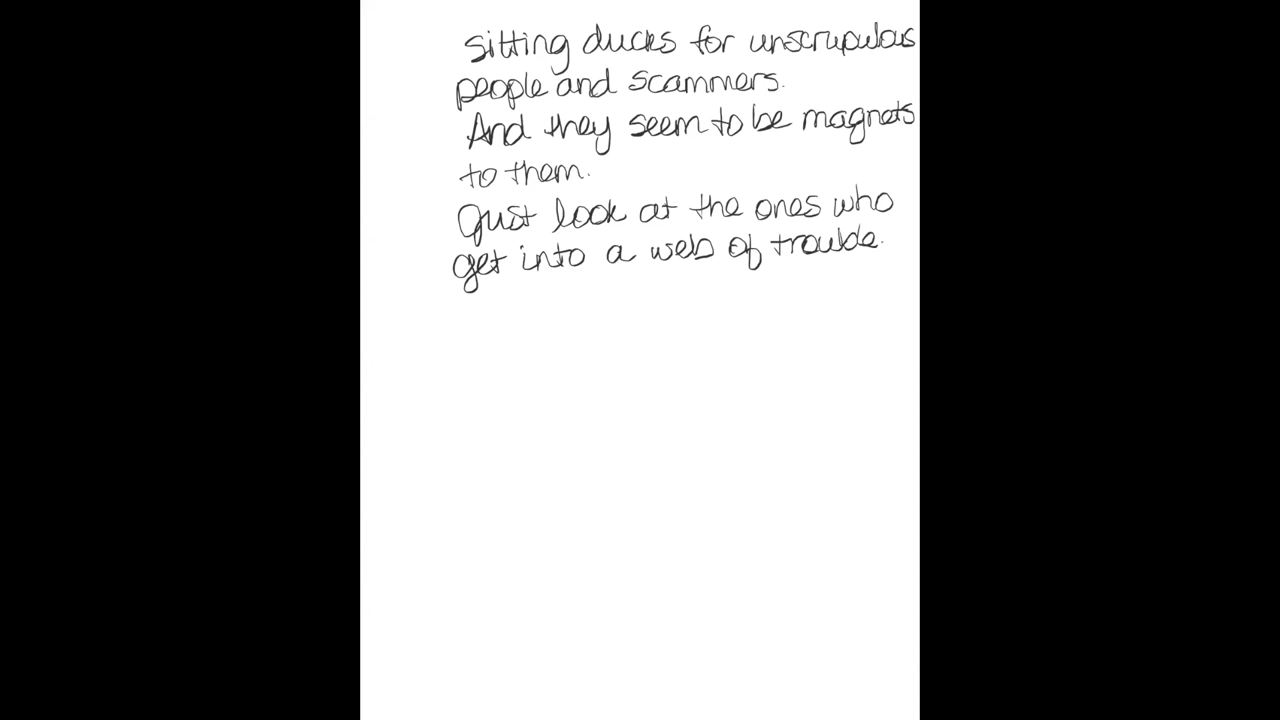 sitting ducks for unscrupulous
people and scammers.
And they seem to be magnets
to them.
Just look at the ones who
get into a web of trouble.